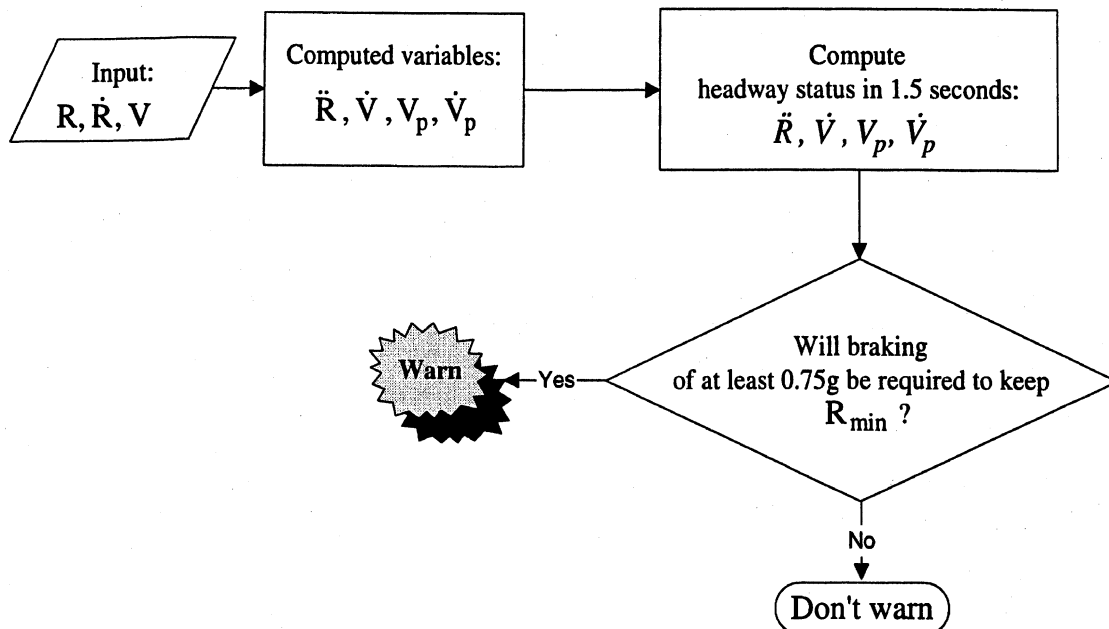 Input:
R, Ṙ, V
Computed variables:
R̈, V̇, Vₚ, V̇ₚ
Compute
headway status in 1.5 seconds:
R̈, V̇, Vₚ, V̇ₚ
Will braking
of at least 0.75g be required to keep
R_min ?
Yes
Warn
No
Don't warn